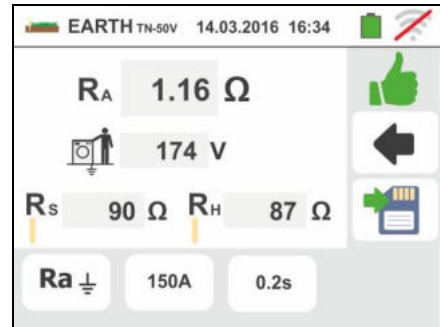 EARTH TN-50V 14.03.2016 16:34
RA 1.16 Ω
174 V
RS 90 Ω RH 87 Ω
Ra 150A 0.2s